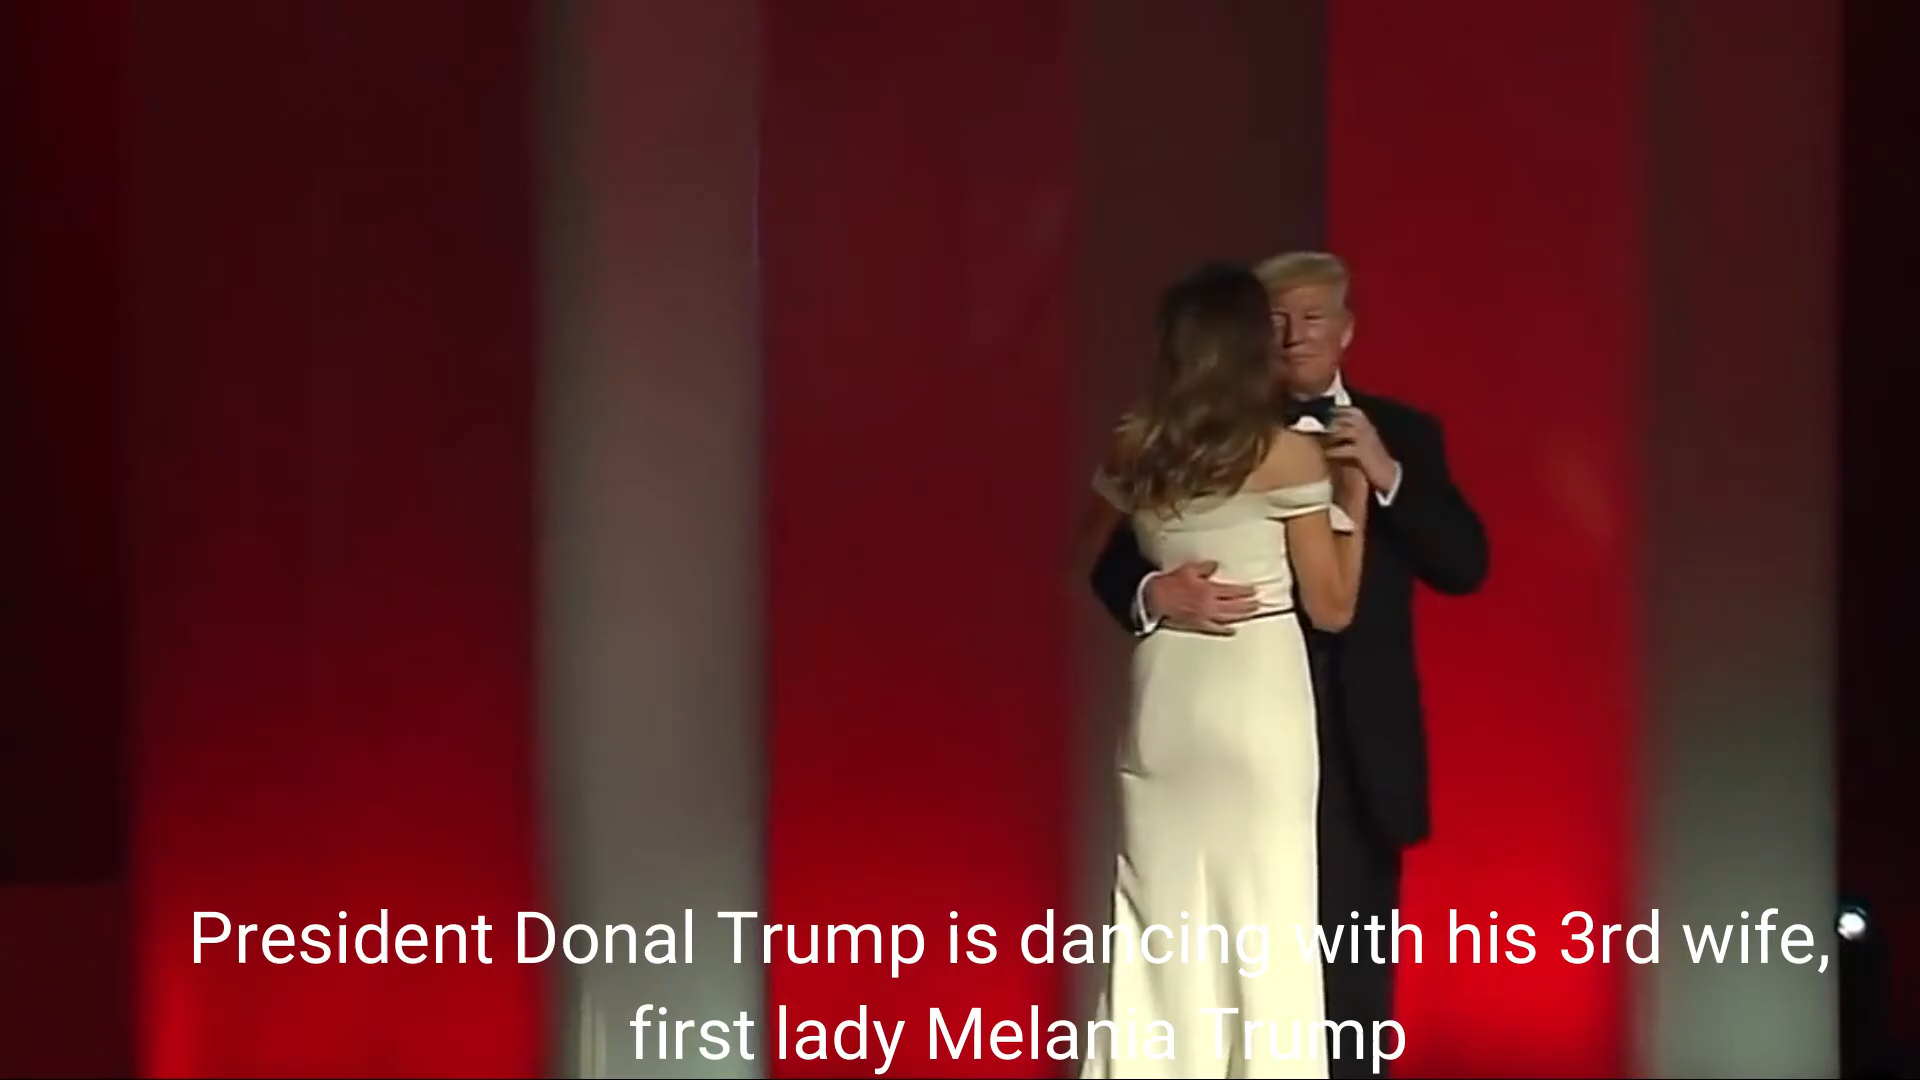 President Donal Trump is dancing with his 3rd wife,
first lady Melania Trump